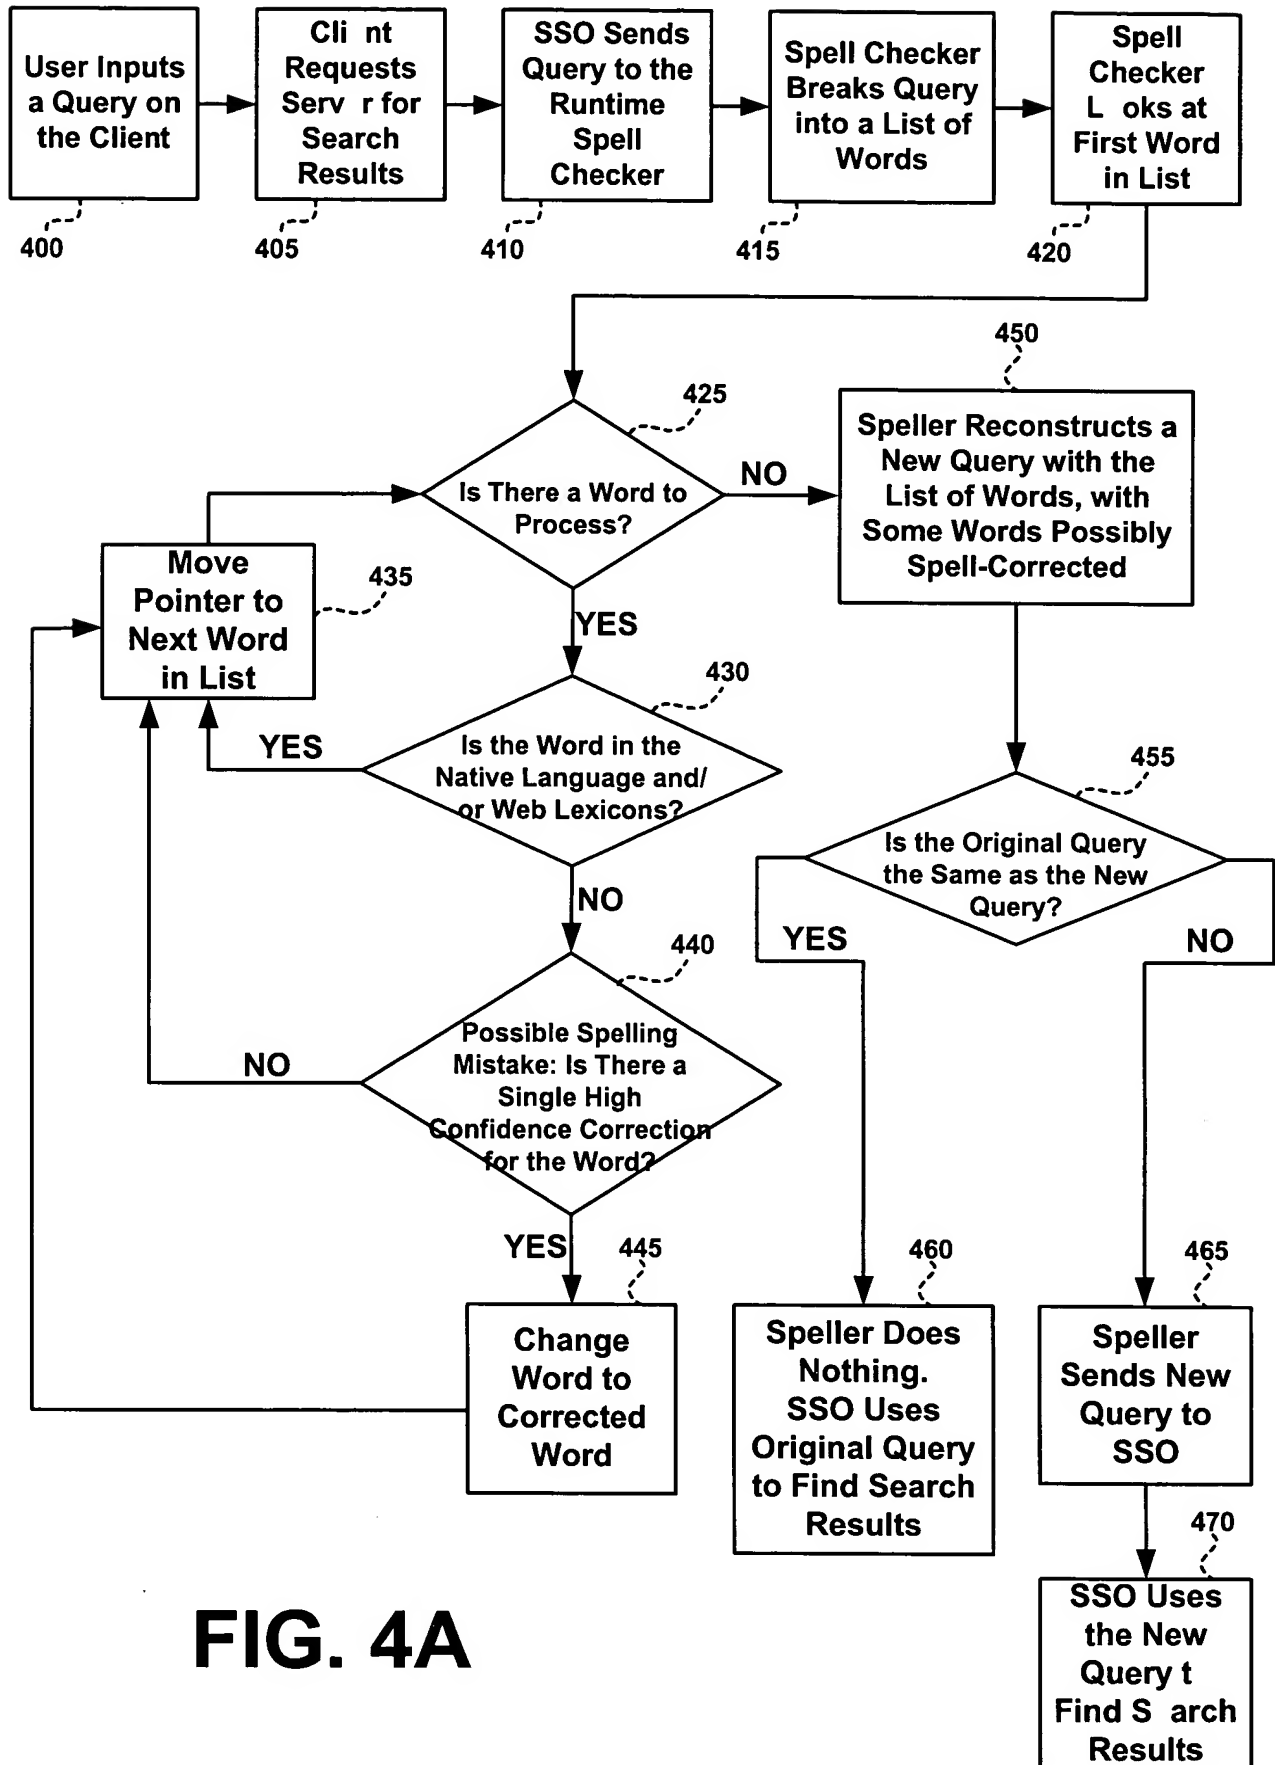 User Inputs
a Query on
the Client
400
Cli nt
Requests
Serv r for
Search
Results
405
SSO Sends
Query to the
Runtime
Spell
Checker
410
Spell Checker
Breaks Query
into a List of
Words
415
Spell
Checker
L oks at
First Word
in List
420
425
Is There a Word to
Process?
NO
YES
450
Speller Reconstructs a
New Query with the
List of Words, with
Some Words Possibly
Spell-Corrected
Move
Pointer to
Next Word
in List
435
430
Is the Word in the
Native Language and/
or Web Lexicons?
YES
NO
455
Is the Original Query
the Same as the New
Query?
YES
NO
440
Possible Spelling
Mistake: Is There a
Single High
Confidence Correction
for the Word?
NO
YES
445
Change
Word to
Corrected
Word
460
Speller Does
Nothing.
SSO Uses
Original Query
to Find Search
Results
465
Speller
Sends New
Query to
SSO
470
SSO Uses
the New
Query t
Find S arch
Results
FIG. 4A